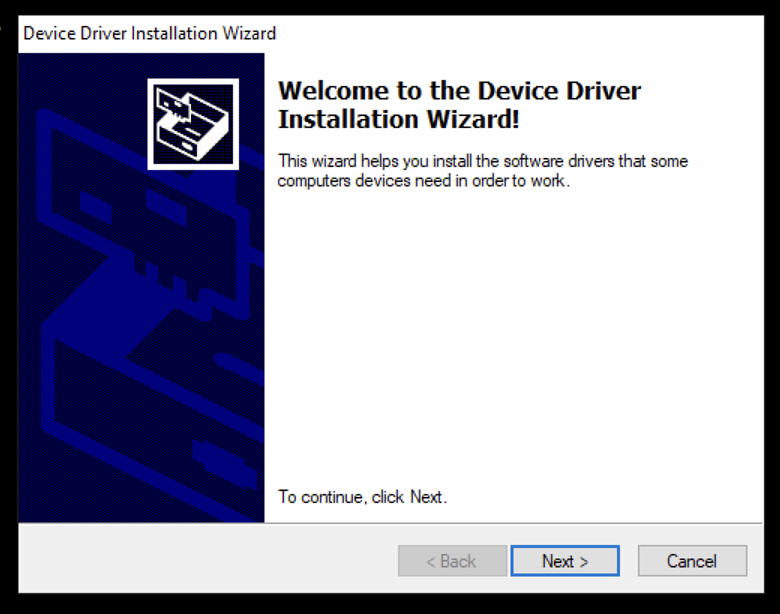 Device Driver Installation Wizard
Welcome to the Device Driver
Installation Wizard!
This wizard helps you install the software drivers that some
computers devices need in order to work.
To continue, click Next.
< Back
Next >
Cancel